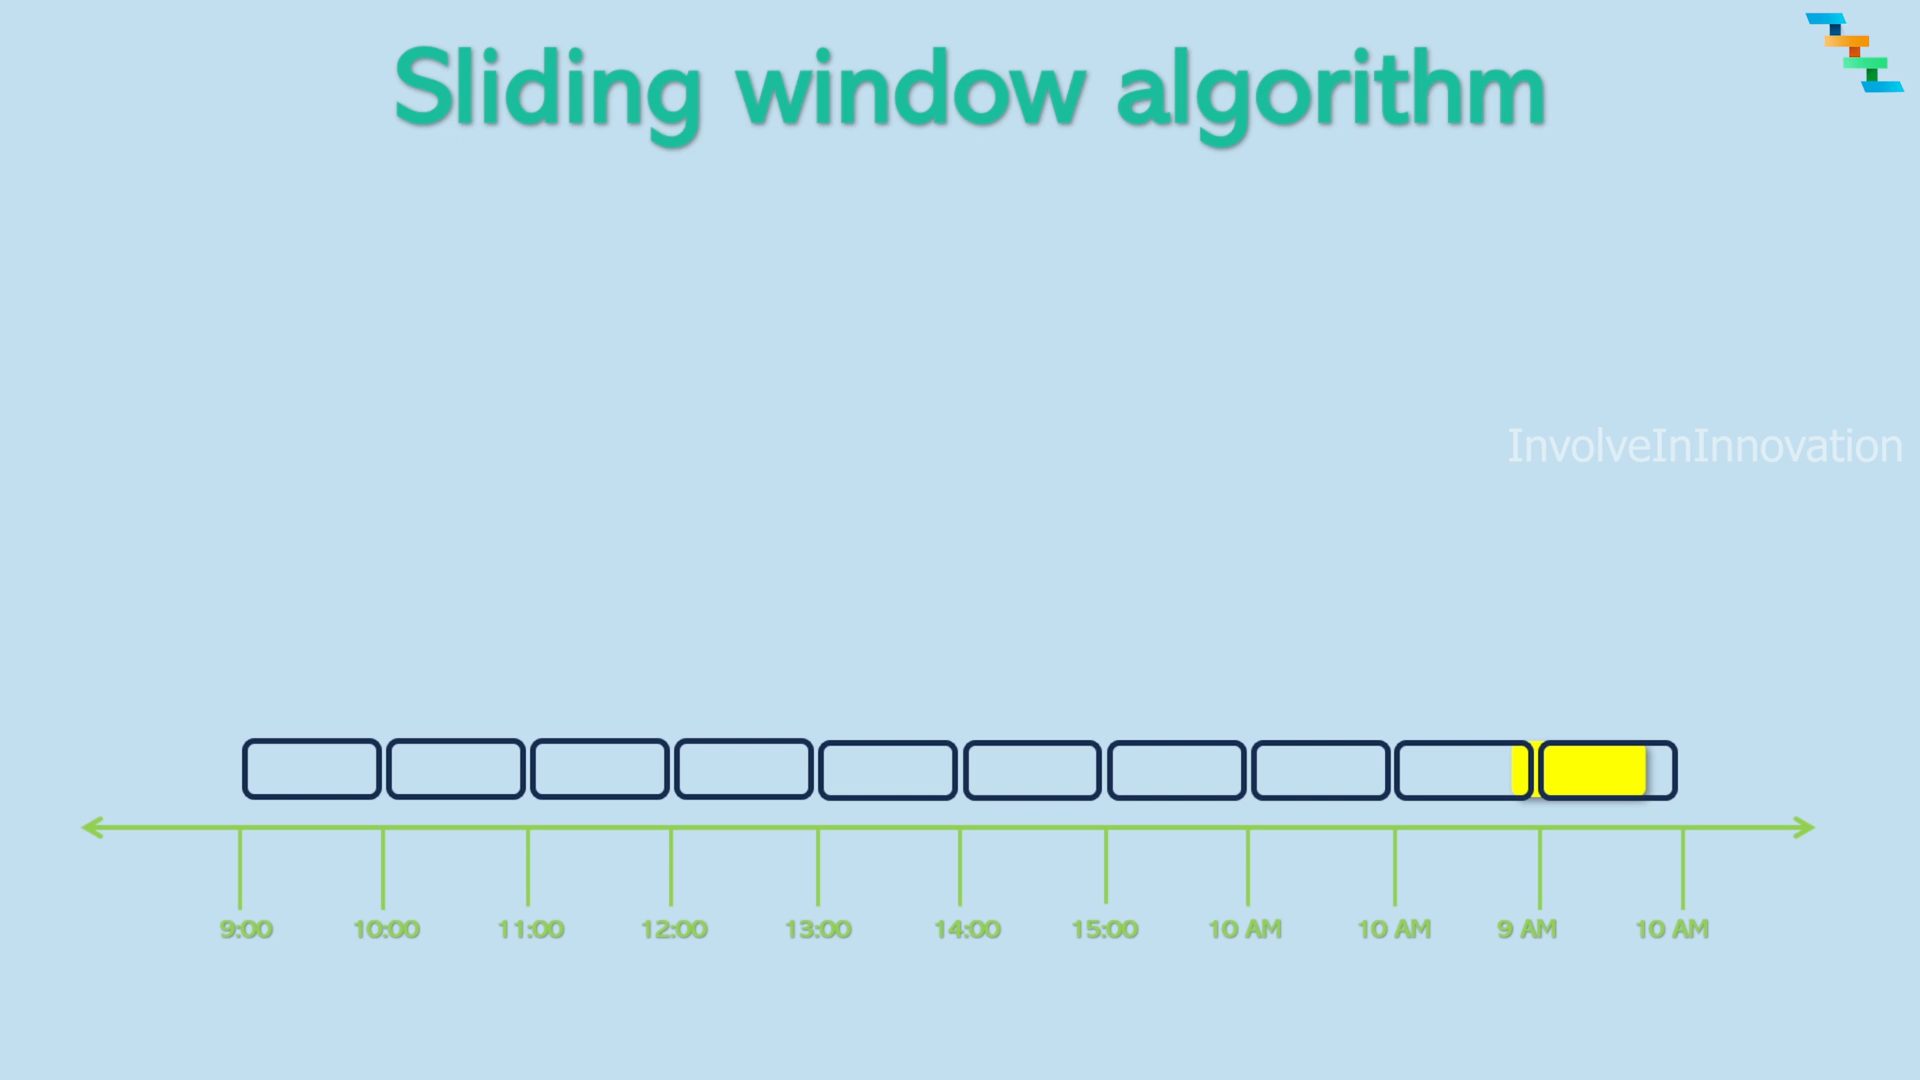 Sliding window algorithm
InvolveInInnovation
9:00 10:00 11:00 12:00 13:00 14:00 15:00 10 AM 10 AM 9 AM 10 AM